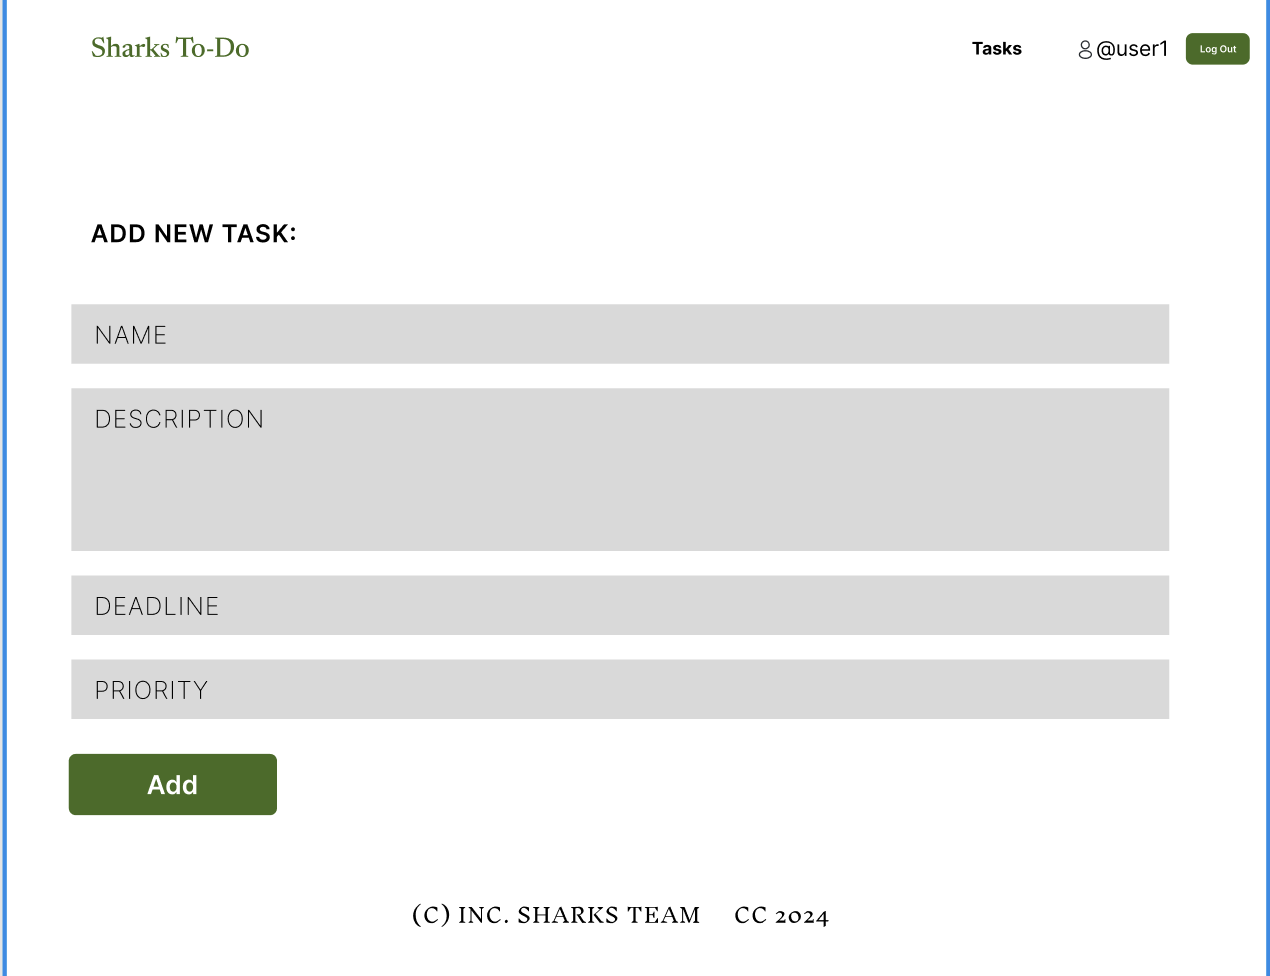 Sharks To-Do
Tasks
@user1
Log Out
ADD NEW TASK:
NAME
DESCRIPTION
DEADLINE
PRIORITY
Add
(C) INC. SHARKS TEAM CC 2024